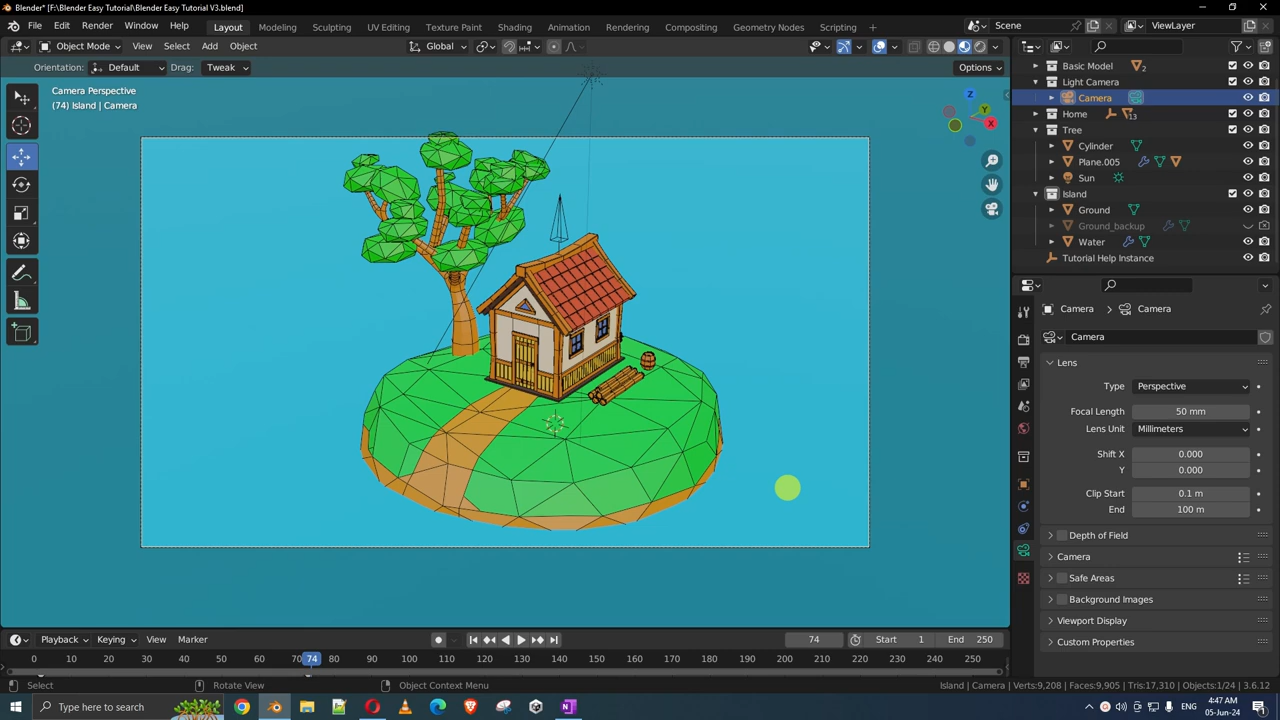 Blender* [F:\Blender Easy Tutorial\Blender Easy Tutorial V3.blend]
File Edit Render Window Help Layout Modeling Sculpting UV Editing Texture Paint Shading Animation Rendering Compositing Geometry Nodes Scripting + Scene ViewLayer
Object Mode View Select Add Object Global
Orientation: Default Drag: Tweak Options
Camera Perspective
(74) Island | Camera
Z
Y
X
Basic Model 2
Light Camera
Camera
Home 13
Tree
Cylinder
Plane.005
Sun
Island
Ground
Ground_backup
Water
Tutorial Help Instance
Camera Camera
Camera
Lens
Type Perspective
Focal Length 50 mm
Lens Unit Millimeters
Shift X 0.000
Y 0.000
Clip Start 0.1 m
End 100 m
Depth of Field
Camera
Safe Areas
Background Images
Viewport Display
Custom Properties
Playback Keying View Marker 74 Start 1 End 250
0 10 20 30 40 50 60 70 74 80 90 100 110 120 130 140 150 160 170 180 190 200 210 220 230 240 250
Select Rotate View Object Context Menu Island | Camera | Verts:9,208 | Faces:9,905 | Tris:17,310 | Objects:1/24 | 3.6.12
Type here to search 4:47 AM
05-Jun-24